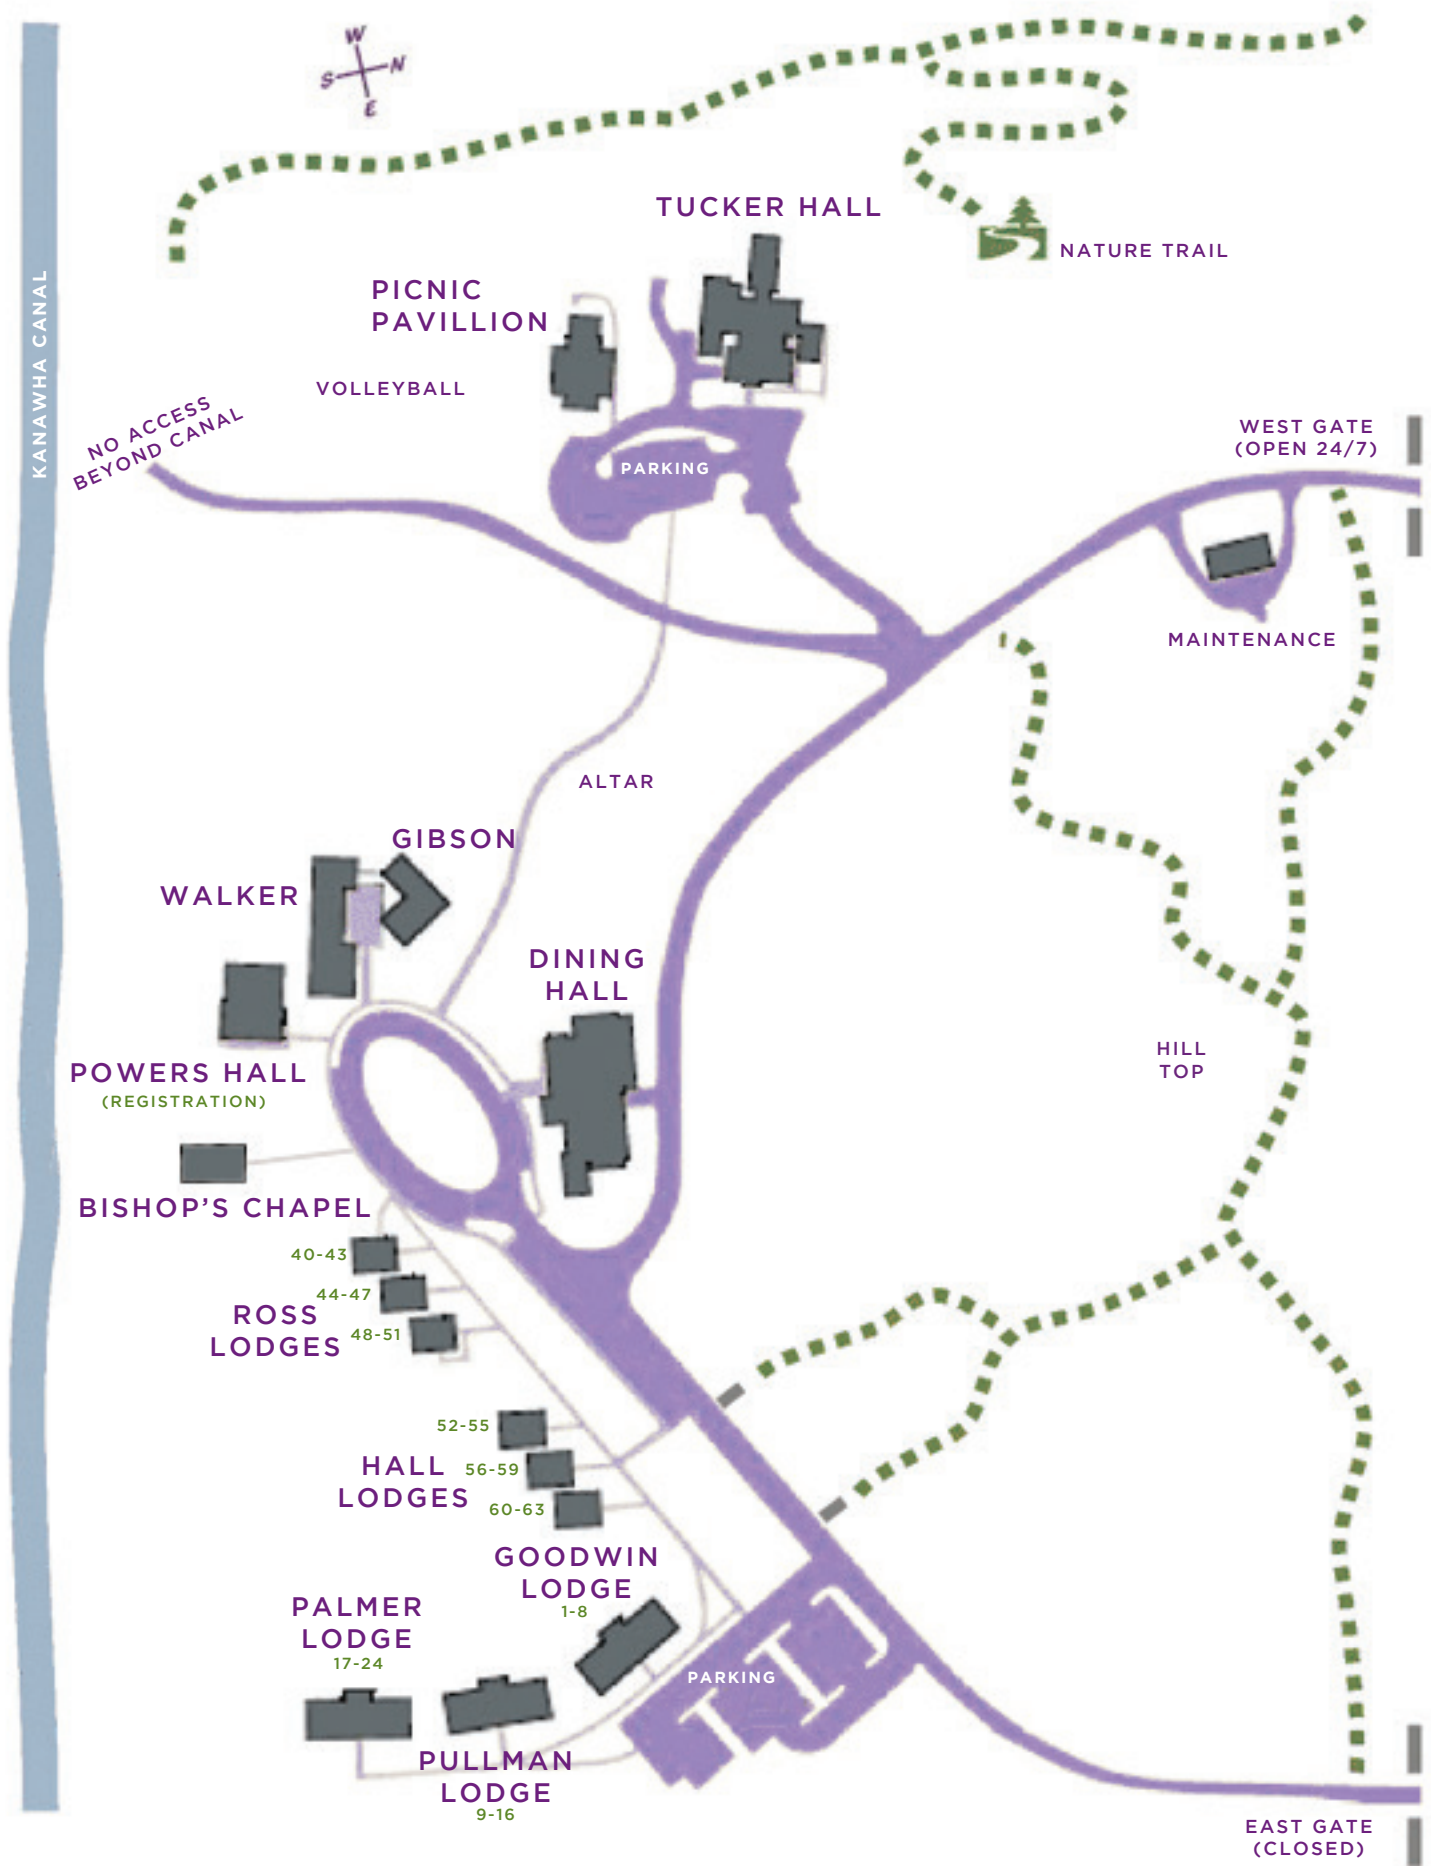 W
S
N
E
TUCKER HALL
NATURE TRAIL
PICNIC
PAVILLION
VOLLEYBALL
KANAWHA CANAL
NO ACCESS
BEYOND CANAL
PARKING
WEST GATE
(OPEN 24/7)
MAINTENANCE
ALTAR
GIBSON
WALKER
DINING
HALL
POWERS HALL
(REGISTRATION)
HILL
TOP
BISHOP'S CHAPEL
40-43
44-47
ROSS
LODGES
48-51
52-55
HALL
LODGES
56-59
60-63
GOODWIN
LODGE
1-8
PALMER
LODGE
17-24
PARKING
PULLMAN
LODGE
9-16
EAST GATE
(CLOSED)